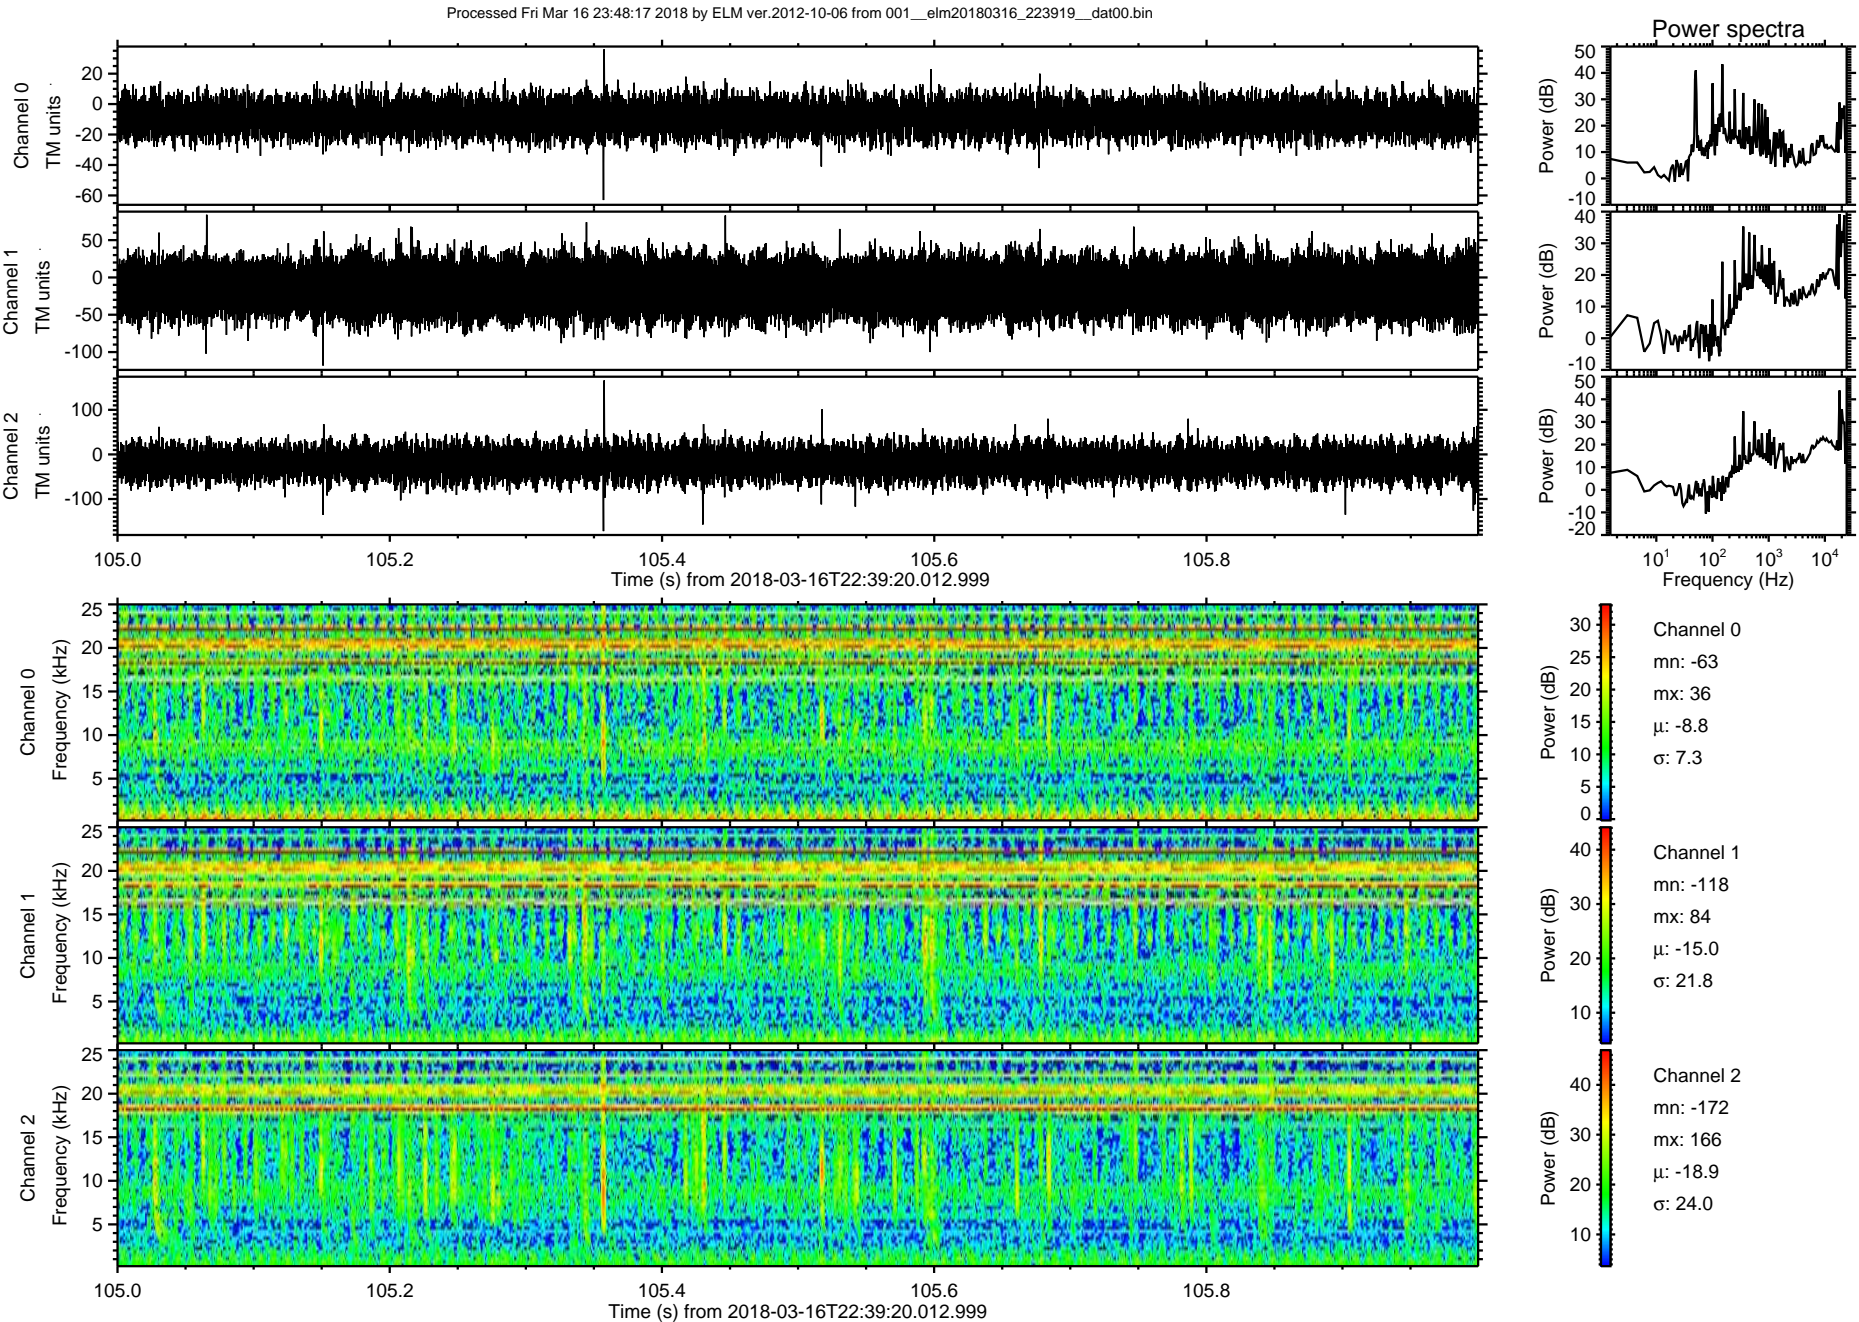 Processed Fri Mar 16 23:48:17 2018 by ELM ver.2012-10-06 from 001__elm20180316_223919__dat00.bin
Power spectra
Channel 0
TM units
20
0
-20
-40
-60
Power (dB)
50
40
30
20
10
0
-10
Channel 1
TM units
50
0
-50
-100
Power (dB)
40
30
20
10
0
-10
Channel 2
TM units
100
0
-100
Power (dB)
50
40
30
20
10
0
-10
-20
105.0 105.2 105.4 105.6 105.8
Time (s) from 2018-03-16T22:39:20.012.999
10^1 10^2 10^3 10^4
Frequency (Hz)
Channel 0
Frequency (kHz)
25
20
15
10
5
Power (dB)
30
25
20
15
10
5
0
Channel 0
mn: -63
mx: 36
µ: -8.8
σ: 7.3
Channel 1
Frequency (kHz)
25
20
15
10
5
Power (dB)
40
30
20
10
Channel 1
mn: -118
mx: 84
µ: -15.0
σ: 21.8
Channel 2
Frequency (kHz)
25
20
15
10
5
Power (dB)
40
30
20
10
Channel 2
mn: -172
mx: 166
µ: -18.9
σ: 24.0
105.0 105.2 105.4 105.6 105.8
Time (s) from 2018-03-16T22:39:20.012.999